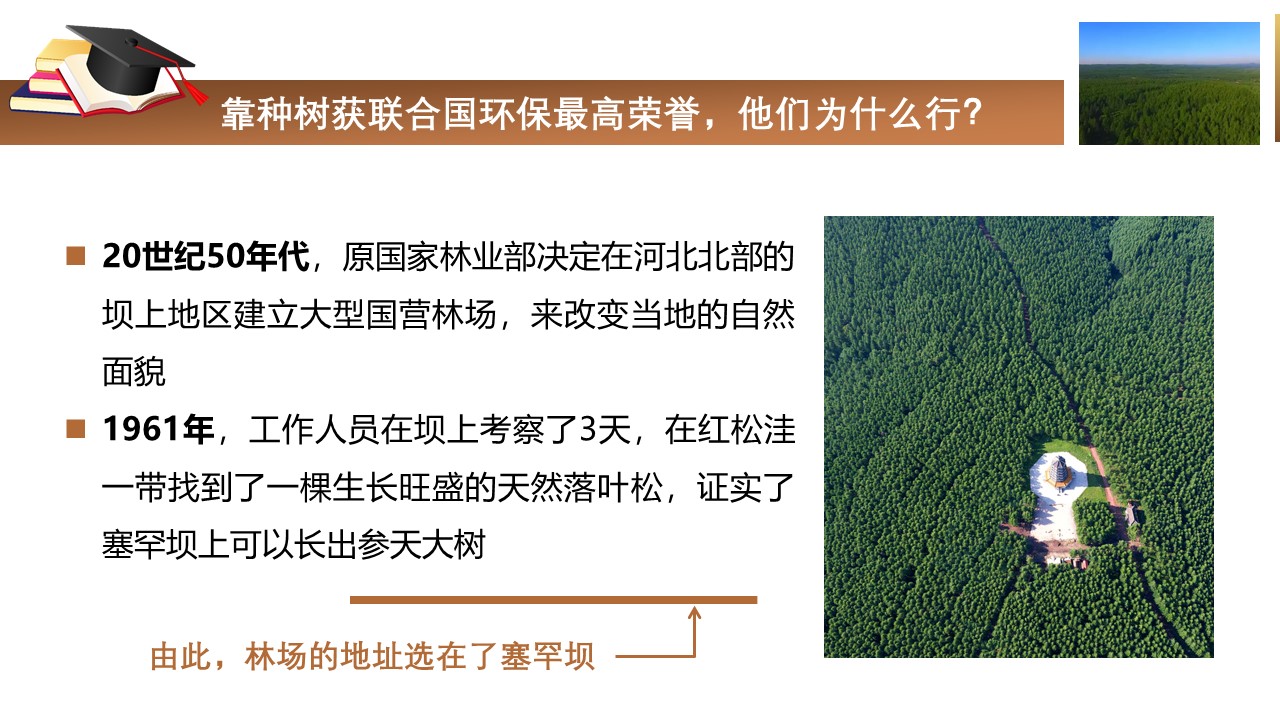 靠种树获联合国环保最高荣誉，他们为什么行？
20世纪50年代，原国家林业部决定在河北北部的
坝上地区建立大型国营林场，来改变当地的自然
面貌
1961年，工作人员在坝上考察了3天，在红松洼
一带找到了一棵生长旺盛的天然落叶松，证实了
塞罕坝上可以长出参天大树
由此，林场的地址选在了塞罕坝